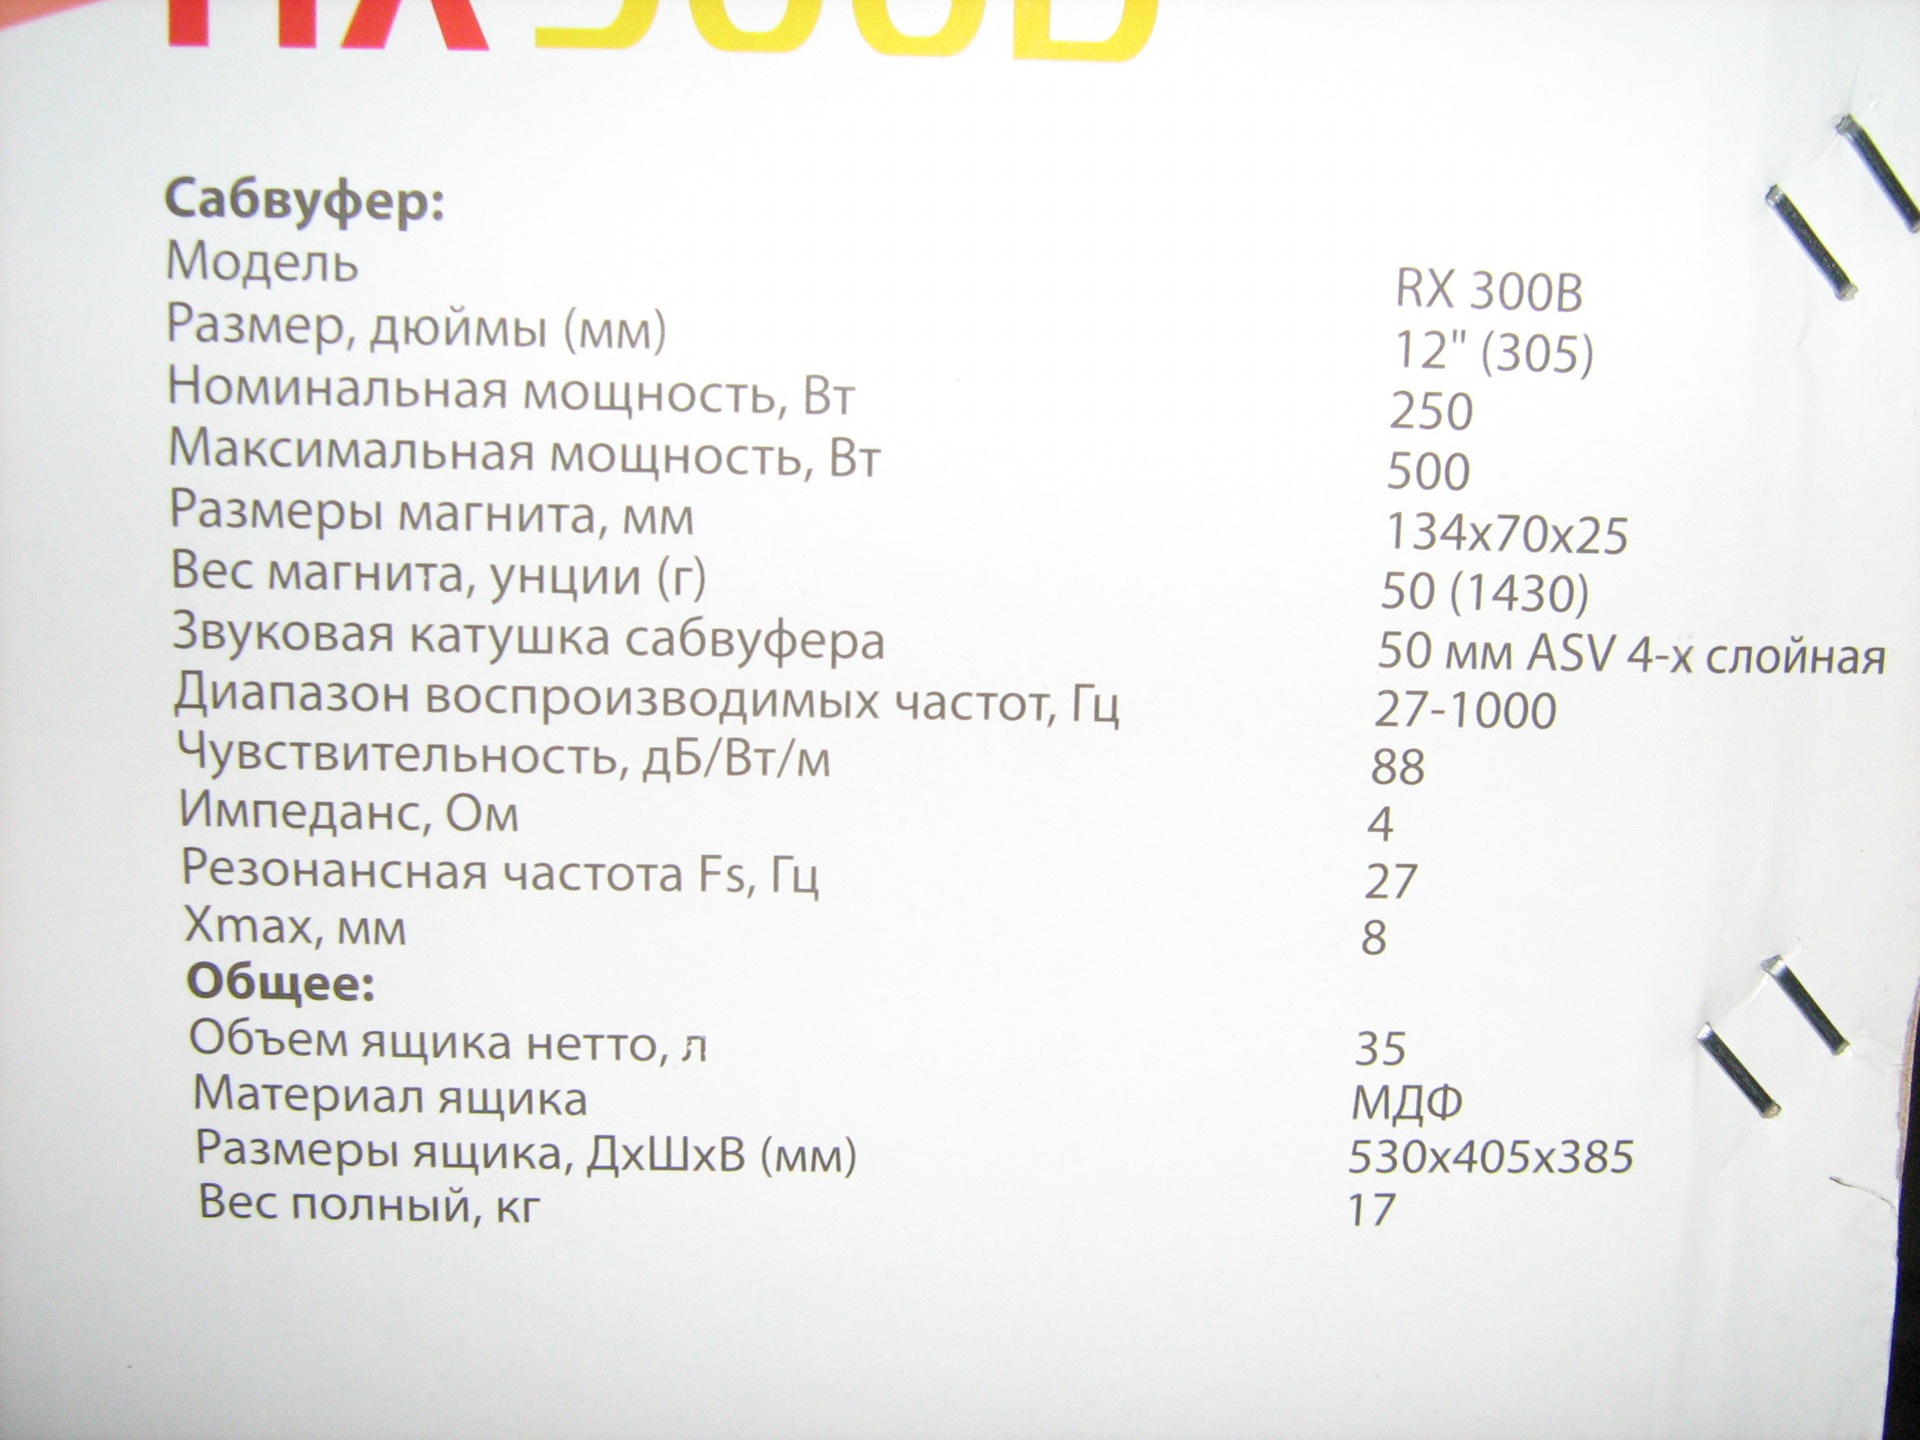 RX 300B
Сабвуфер:
Модель RX 300B
Размер, дюймы (мм) 12" (305)
Номинальная мощность, Вт 250
Максимальная мощность, Вт 500
Размеры магнита, мм 134x70x25
Вес магнита, унции (г) 50 (1430)
Звуковая катушка сабвуфера 50 мм ASV 4-х слойная
Диапазон воспроизводимых частот, Гц 27-1000
Чувствительность, дБ/Вт/м 88
Импеданс, Ом 4
Резонансная частота Fs, Гц 27
Xmax, мм 8
Общее:
Объем ящика нетто, л 35
Материал ящика МДФ
Размеры ящика, ДхШхВ (мм) 530x405x385
Вес полный, кг 17